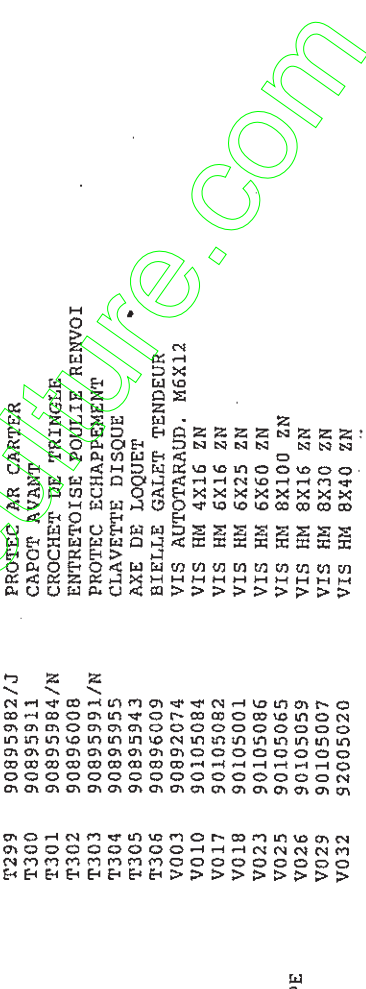 T299 90895982/J PROTEC AR CARTER
T300 90895911 CAPOT AVANT
T301 90895984/N CROCHET DE TRINGLE
T302 90896008 ENTRETOISE POULIE RENVOI
T303 90895991/N PROTEC ECHAPPEMENT
T304 90895955 CLAVETTE DISQUE
T305 90895943 AXE DE LOQUET
T306 90896009 BIELLE GALET TENDEUR
V003 90892074 VIS AUTOTARAUD. M6X12
V010 90105084 VIS HM 4X16 ZN
V017 90105082 VIS HM 6X16 ZN
V018 90105001 VIS HM 6X25 ZN
V023 90105086 VIS HM 6X60 ZN
V025 90105065 VIS HM 8X100 ZN
V026 90105059 VIS HM 8X16 ZN
V029 90105007 VIS HM 8X30 ZN
V032 92005020 VIS HM 8X40 ZN
PE
ulture.com